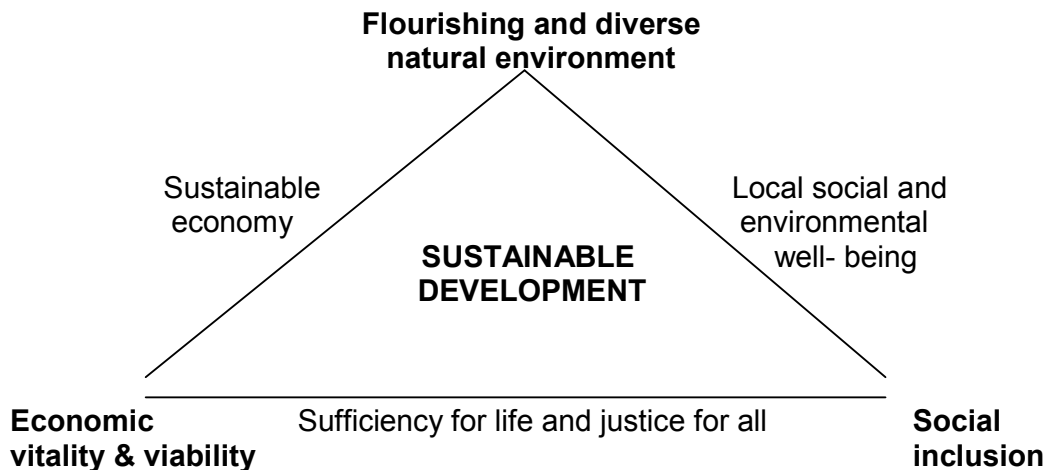 Flourishing and diverse
natural environment
Sustainable
economy
Local social and
environmental
well- being
SUSTAINABLE
DEVELOPMENT
Economic
vitality & viability
Sufficiency for life and justice for all
Social
inclusion